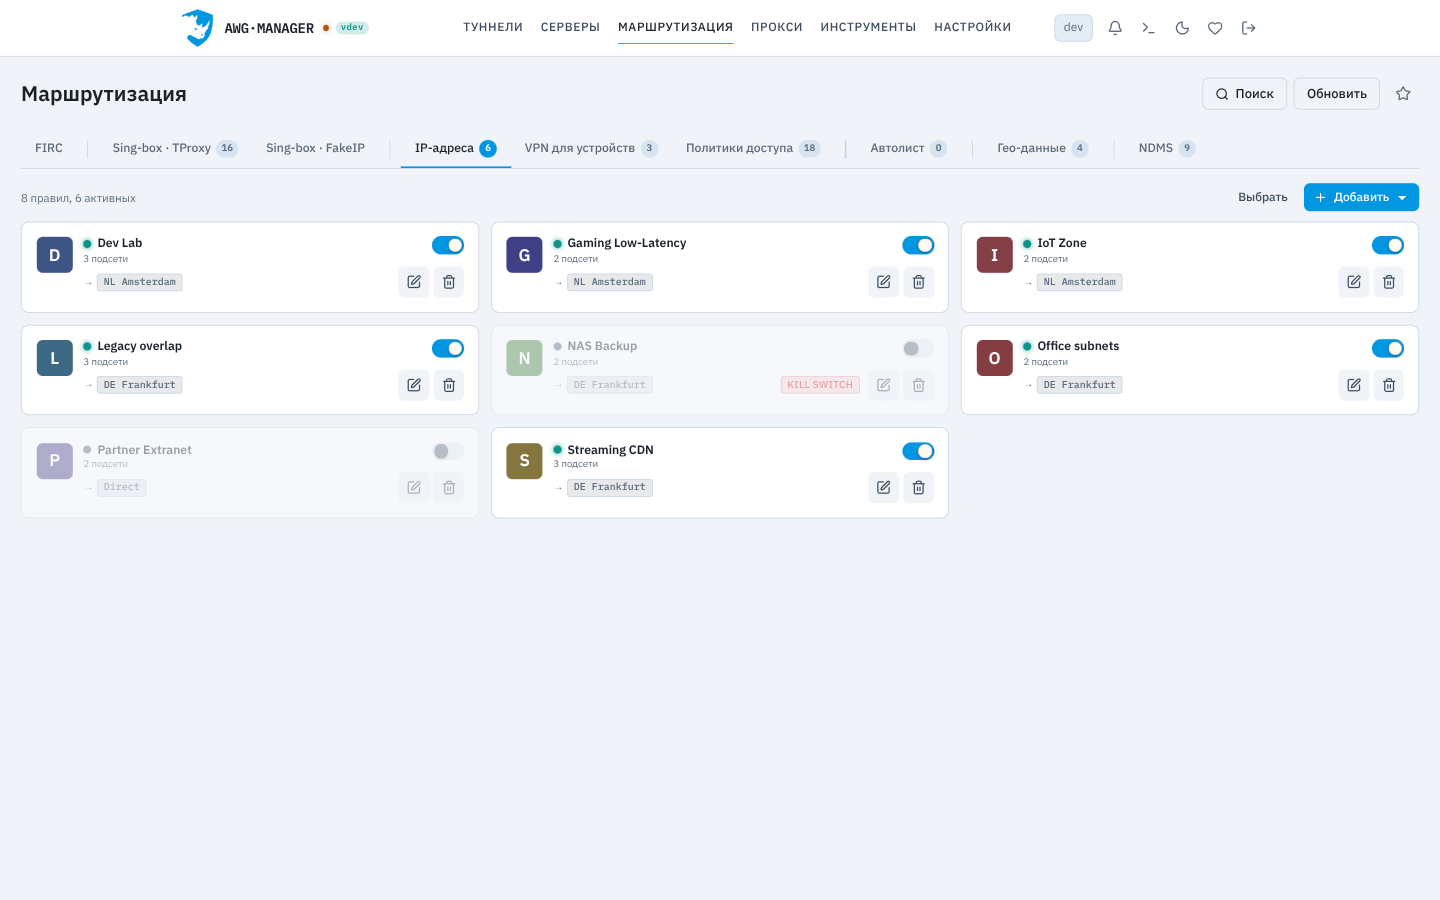 AWG·MANAGER vdev ТУННЕЛИ СЕРВЕРЫ МАРШРУТИЗАЦИЯ ПРОКСИ ИНСТРУМЕНТЫ НАСТРОЙКИ dev
Маршрутизация Поиск Обновить
FIRC Sing-box · TProxy 16 Sing-box · FakeIP IP-адреса 6 VPN для устройств 3 Политики доступа 18 Автолист 0 Гео-данные 4 NDMS 9
8 правил, 6 активных Выбрать + Добавить
D Dev Lab
3 подсети
→ NL Amsterdam
G Gaming Low-Latency
2 подсети
→ NL Amsterdam
I IoT Zone
2 подсети
→ NL Amsterdam
L Legacy overlap
3 подсети
→ DE Frankfurt
N NAS Backup
2 подсети
→ DE Frankfurt KILL SWITCH
O Office subnets
2 подсети
→ DE Frankfurt
P Partner Extranet
2 подсети
→ Direct
S Streaming CDN
3 подсети
→ DE Frankfurt